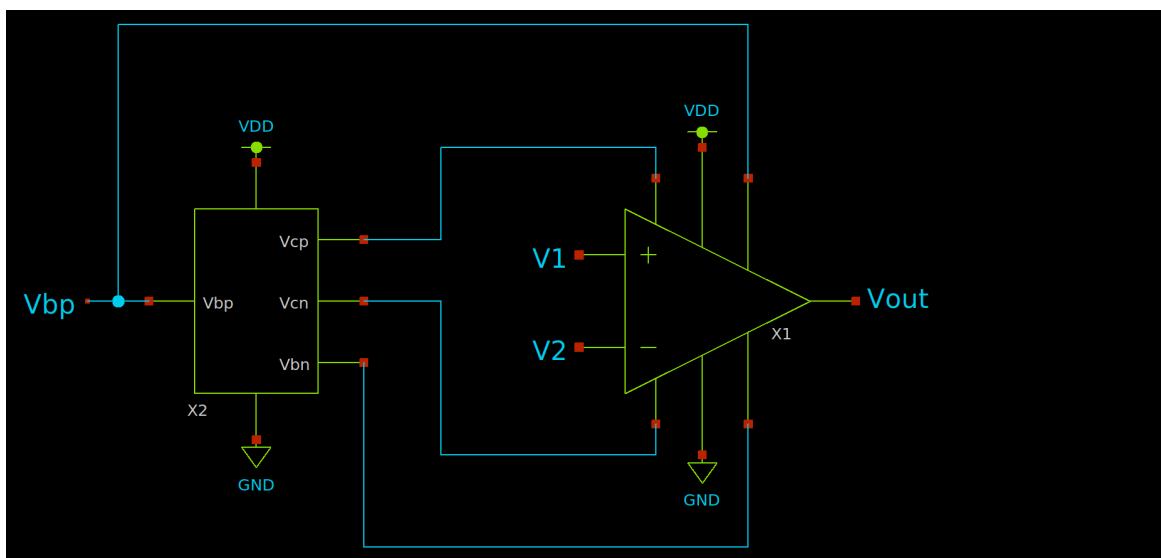 VDD
VDD
Vcp
V1
+
Vbp
Vbp
Vcn
Vout
X1
V2
−
Vbn
X2
GND
GND